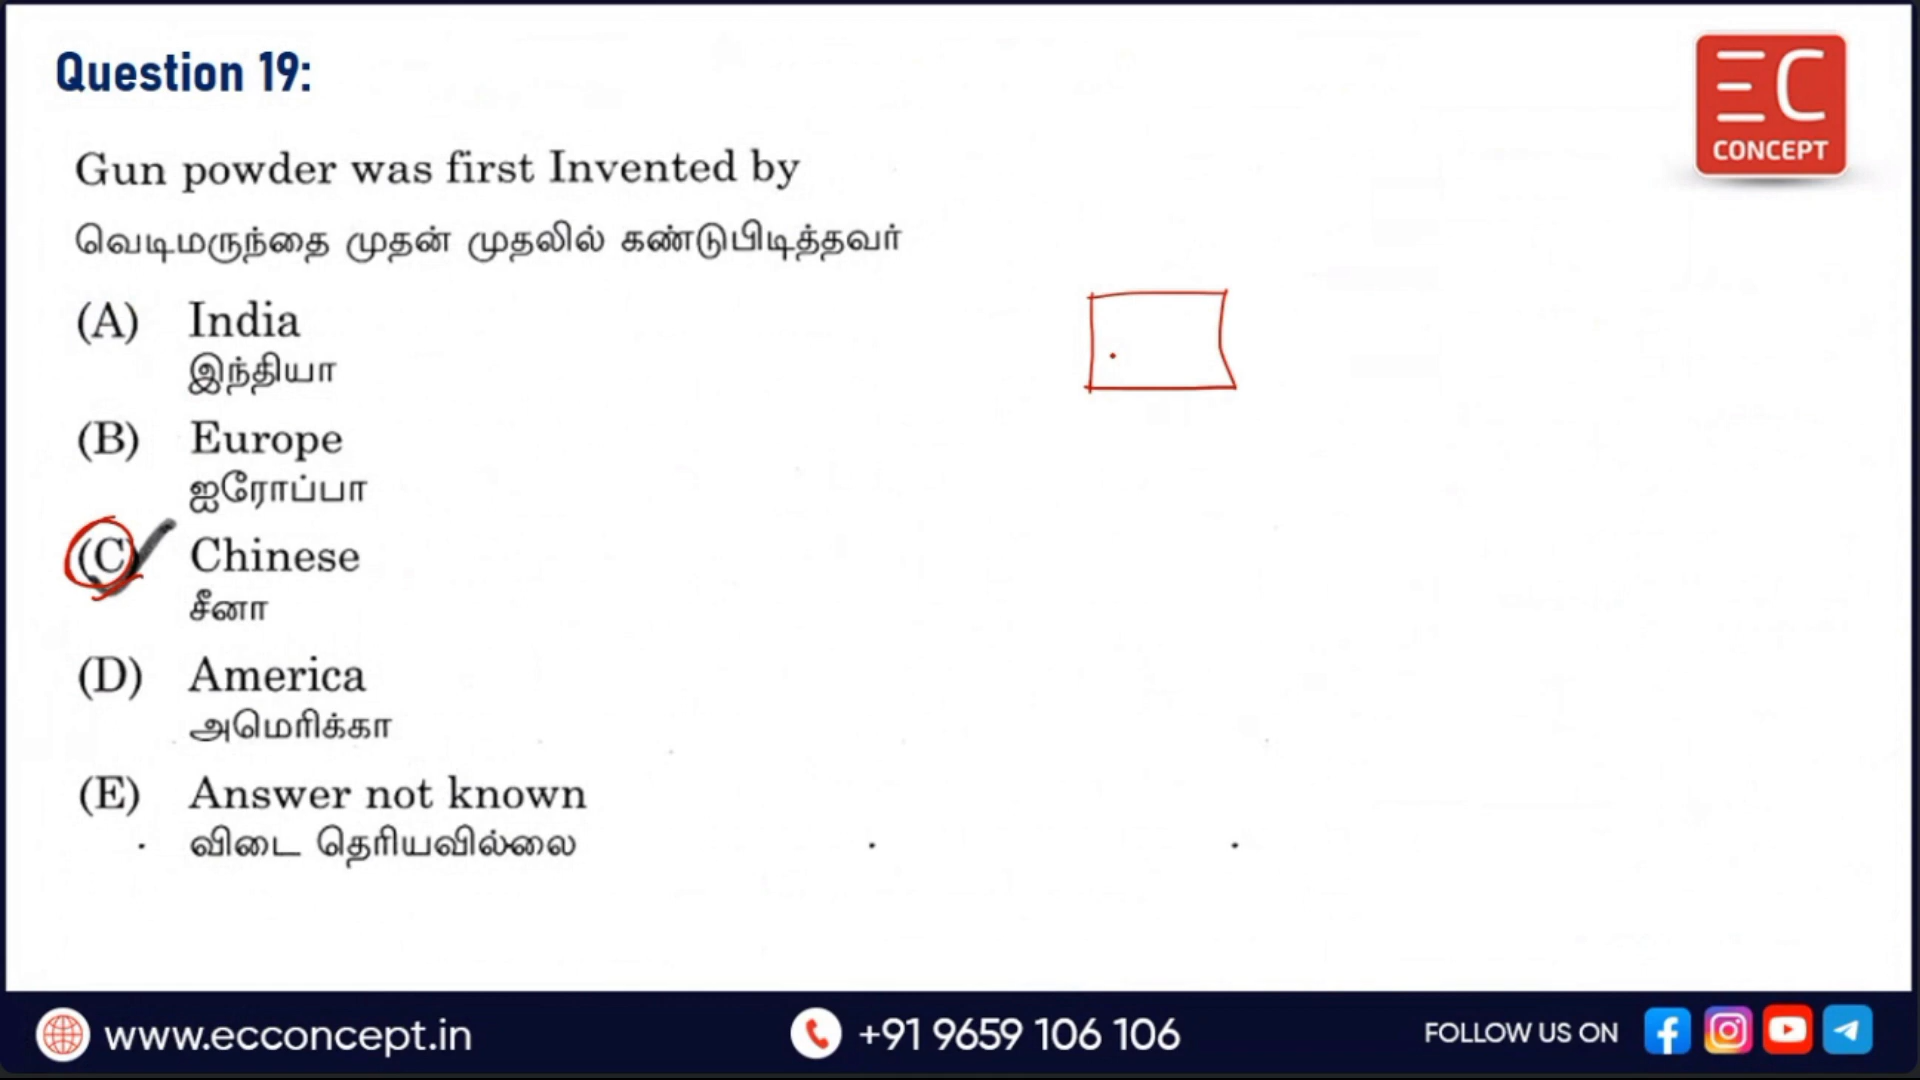 Question 19:
EC
CONCEPT
Gun powder was first Invented by
வெடிமருந்தை முதன் முதலில் கண்டுபிடித்தவர்
(A) India
இந்தியா
(B) Europe
ஐரோப்பா
(C) Chinese
சீனா
(D) America
அமெரிக்கா
(E) Answer not known
விடை தெரியவில்லை
www.ecconcept.in
+91 9659 106 106
FOLLOW US ON